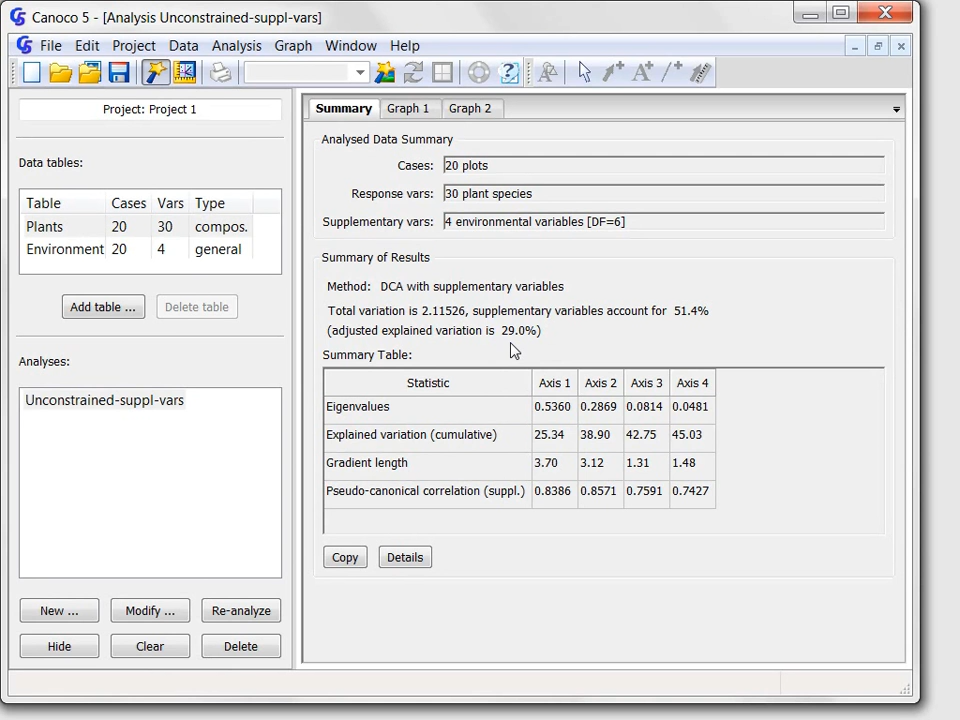 Canoco 5 - [Analysis Unconstrained-suppl-vars]
File Edit Project Data Analysis Graph Window Help
Project: Project 1
Data tables:
Table Cases Vars Type
Plants 20 30 compos.
Environment 20 4 general
Add table ... Delete table
Analyses:
Unconstrained-suppl-vars
New ... Modify ... Re-analyze
Hide Clear Delete
Summary Graph 1 Graph 2
Analysed Data Summary
Cases: 20 plots
Response vars: 30 plant species
Supplementary vars: 4 environmental variables [DF=6]
Summary of Results
Method: DCA with supplementary variables
Total variation is 2.11526, supplementary variables account for 51.4%
(adjusted explained variation is 29.0%)
Summary Table:
Statistic Axis 1 Axis 2 Axis 3 Axis 4
Eigenvalues 0.5360 0.2869 0.0814 0.0481
Explained variation (cumulative) 25.34 38.90 42.75 45.03
Gradient length 3.70 3.12 1.31 1.48
Pseudo-canonical correlation (suppl.) 0.8386 0.8571 0.7591 0.7427
Copy Details